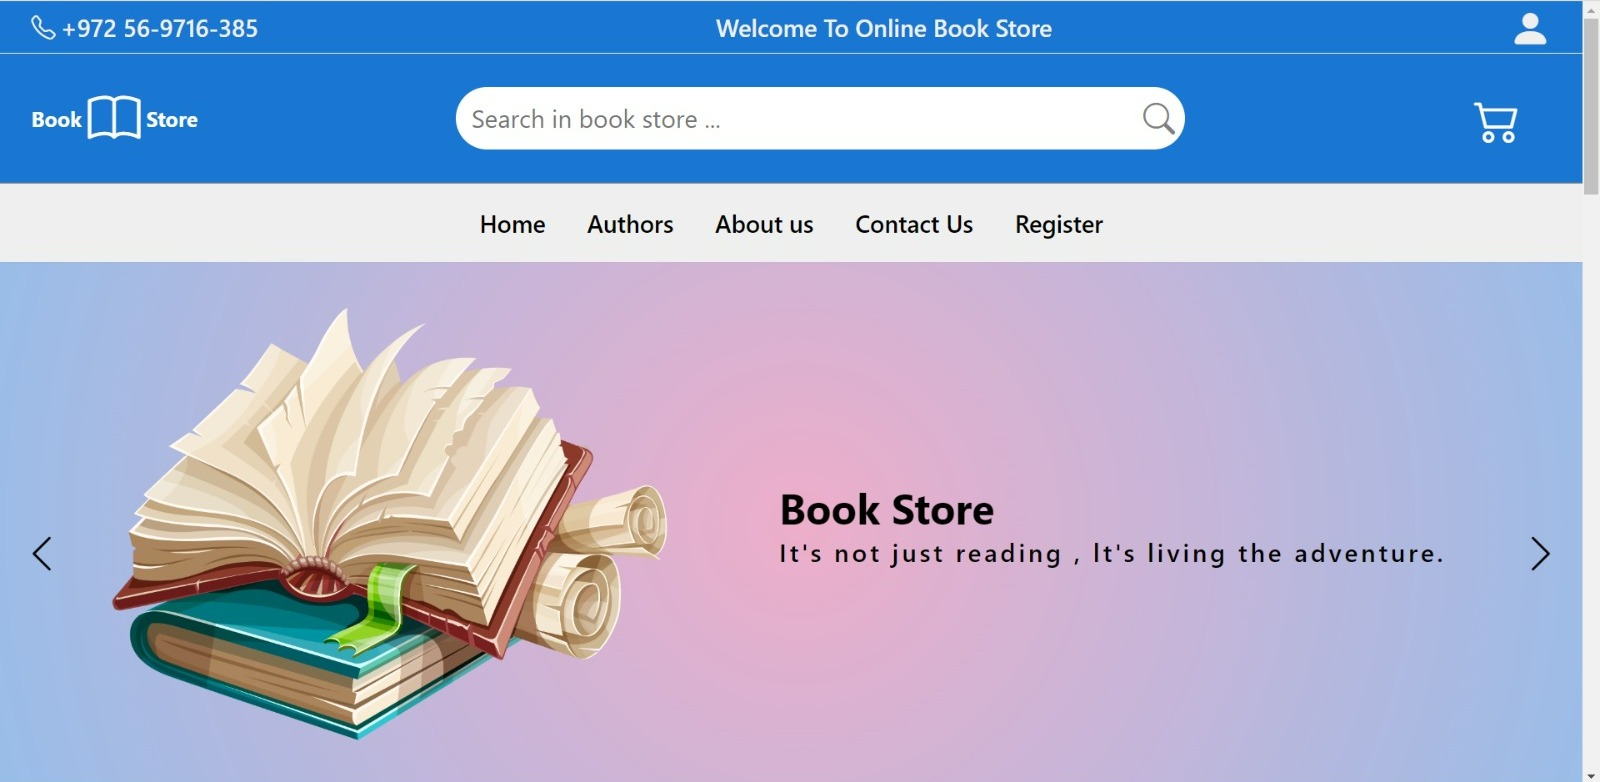 +972 56-9716-385
Welcome To Online Book Store
Book Store
Search in book store ...
Home Authors About us Contact Us Register
Book Store
It's not just reading , It's living the adventure.